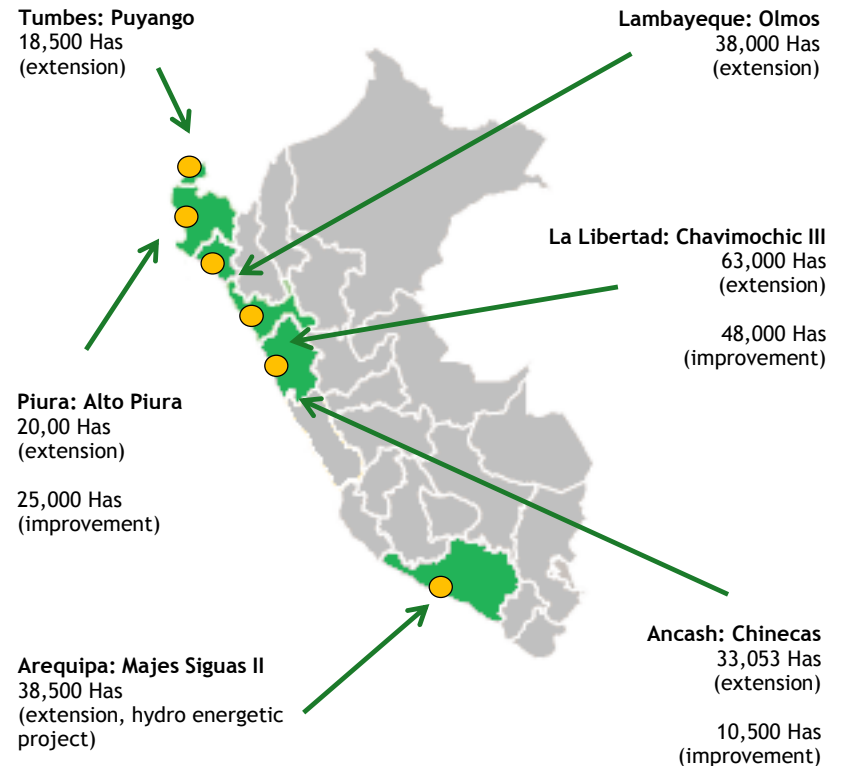 Tumbes: Puyango
18,500 Has
(extension)
Lambayeque: Olmos
38,000 Has
(extension)
La Libertad: Chavimochic III
63,000 Has
(extension)
48,000 Has
(improvement)
Piura: Alto Piura
20,00 Has
(extension)
25,000 Has
(improvement)
Ancash: Chinecas
33,053 Has
(extension)
10,500 Has
(improvement)
Arequipa: Majes Siguas II
38,500 Has
(extension, hydro energetic
project)